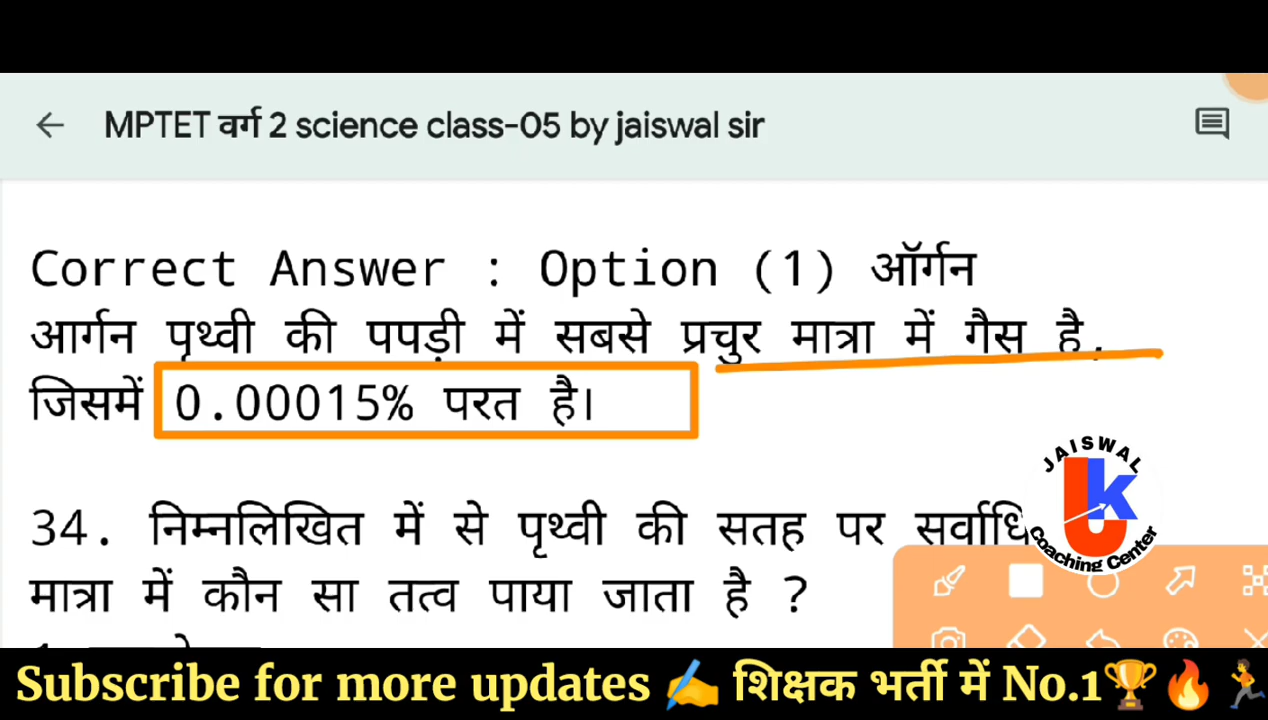 MPTET वर्ग 2 science class-05 by jaiswal sir
Correct Answer : Option (1) ऑर्गन
आर्गन पृथ्वी की पपड़ी में सबसे प्रचुर मात्रा में गैस है,
जिसमें 0.00015% परत है।
34. निम्नलिखित में से पृथ्वी की सतह पर
मात्रा में कौन सा तत्व पाया जाता है ?
JAISWAL
UK
Coaching Center
Subscribe for more updates ✍️ शिक्षक भर्ती में No.1🏆🔥🏃